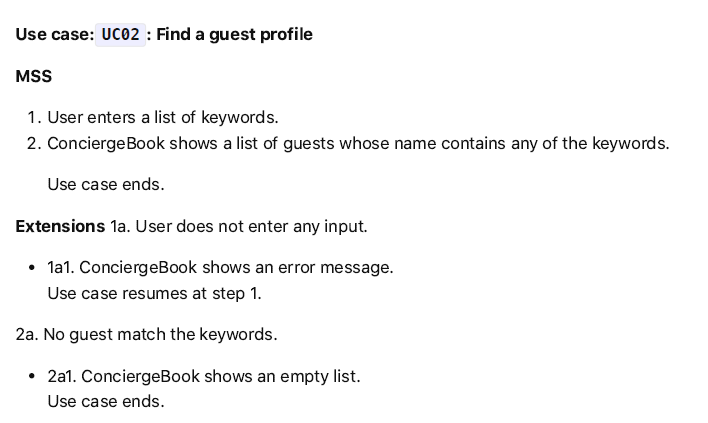 Use case: UC02 : Find a guest profile
MSS
1. User enters a list of keywords.
2. ConciergeBook shows a list of guests whose name contains any of the keywords.
Use case ends.
Extensions 1a. User does not enter any input.
• 1a1. ConciergeBook shows an error message.
Use case resumes at step 1.
2a. No guest match the keywords.
• 2a1. ConciergeBook shows an empty list.
Use case ends.